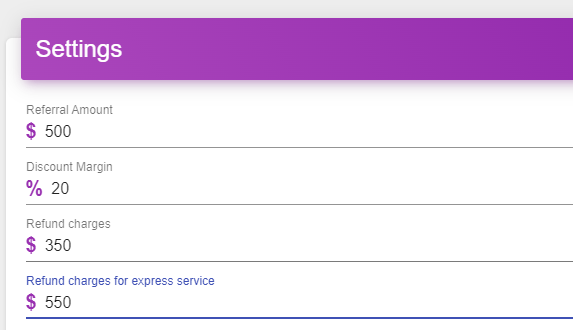 Settings
Referral Amount
$ 500
Discount Margin
% 20
Refund charges
$ 350
Refund charges for express service
$ 550